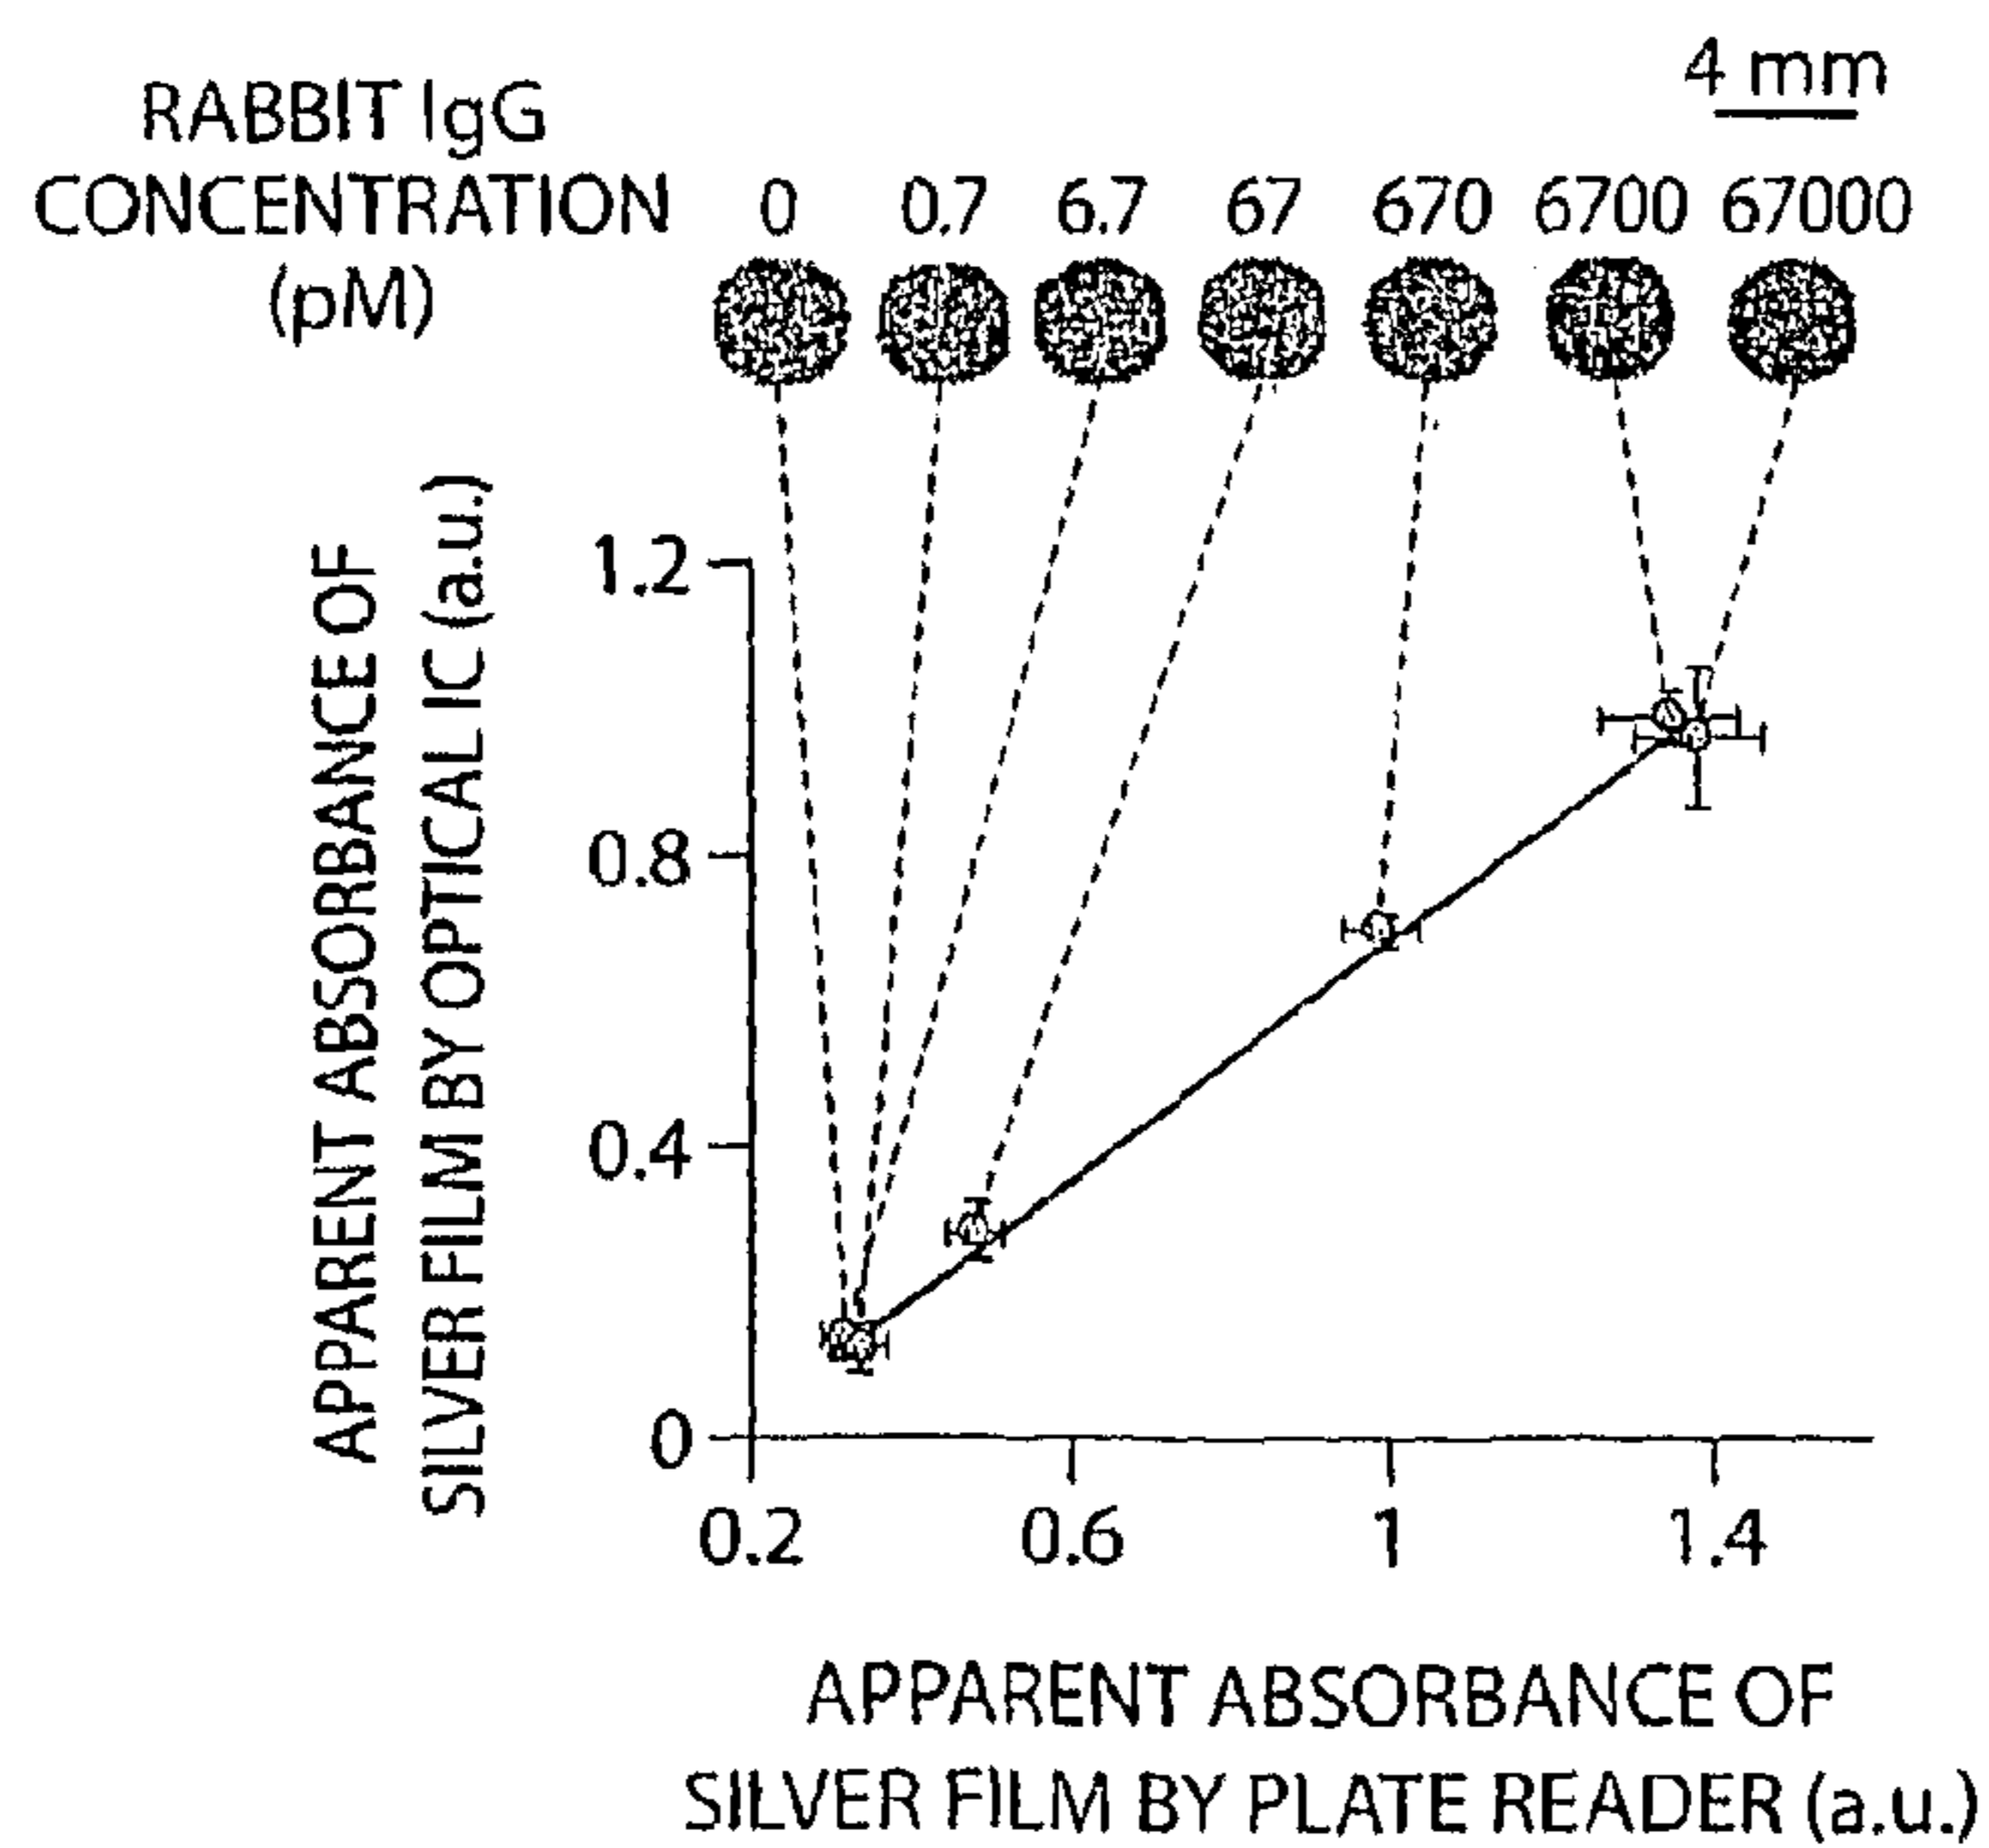 4 mm
RABBIT IgG
CONCENTRATION 0 0.7 6.7 67 670 6700 67000
(pM)
APPARENT ABSORBANCE OF
SILVER FILM BY OPTICAL IC (a.u.)
1.2
0.8
0.4
0
0.2 0.6 1 1.4
APPARENT ABSORBANCE OF
SILVER FILM BY PLATE READER (a.u.)